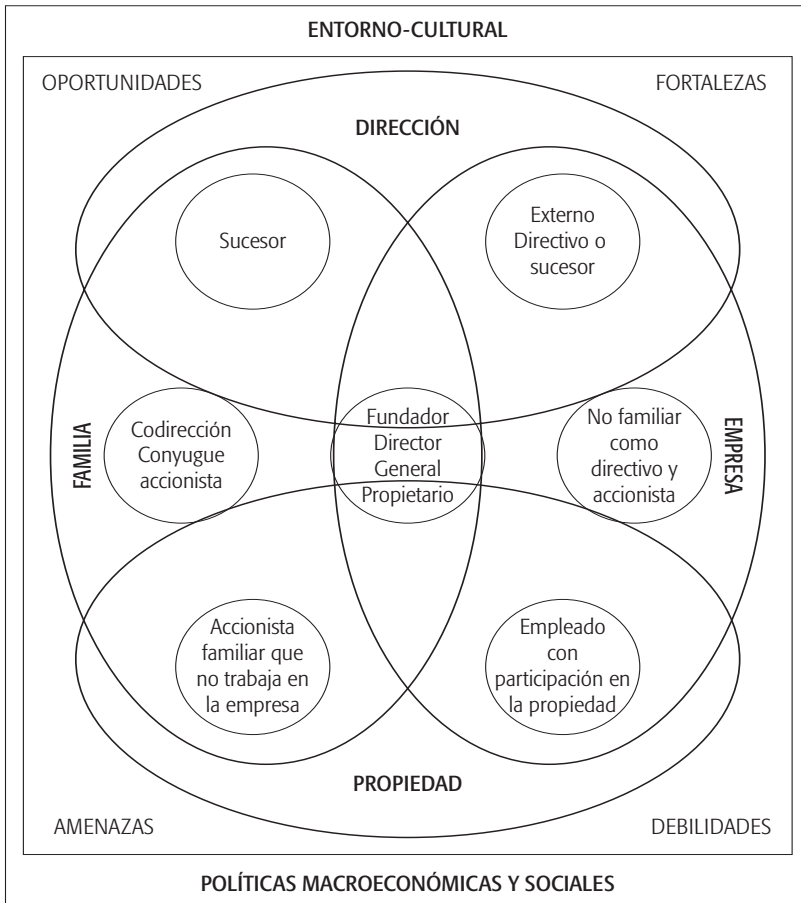 ENTORNO-CULTURAL
OPORTUNIDADES
FORTALEZAS
DIRECCIÓN
Sucesor
Externo
Directivo o
sucesor
FAMILIA
Codirección
Conyugue
accionista
Fundador
Director
General
Propietario
No familiar
como
directivo y
accionista
EMPRESA
Accionista
familiar que
no trabaja en
la empresa
Empleado
con
participación en
la propiedad
PROPIEDAD
AMENAZAS
DEBILIDADES
POLÍTICAS MACROECONÓMICAS Y SOCIALES